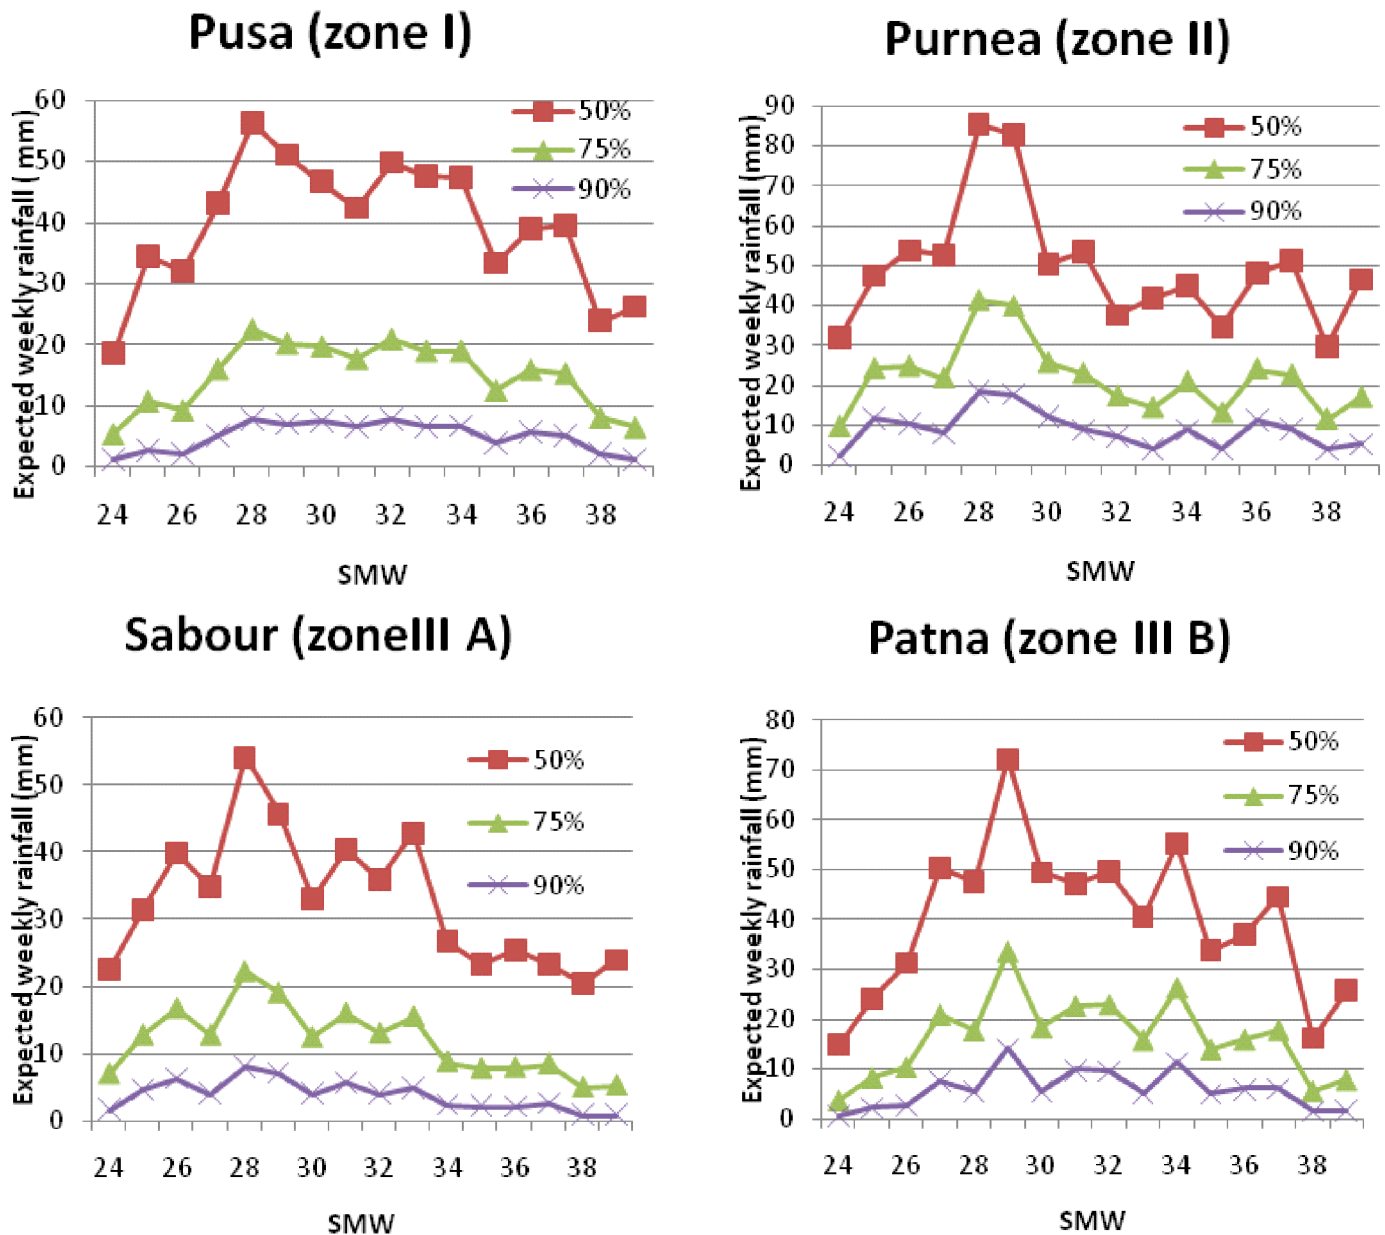 Pusa (zone I)
Expected weekly rainfall ( mm)
60
50
40
30
20
10
0
50%
75%
90%
24 26 28 30 32 34 36 38
SMW
Purnea (zone II)
Expected weekly rainfall (mm)
90
80
70
60
50
40
30
20
10
0
50%
75%
90%
24 26 28 30 32 34 36 38
SMW
Sabour (zoneIII A)
Expected weekly rainfall (mm)
60
50
40
30
20
10
0
50%
75%
90%
24 26 28 30 32 34 36 38
SMW
Patna (zone III B)
Expected weekly rainfall (mm)
80
70
60
50
40
30
20
10
0
50%
75%
90%
24 26 28 30 32 34 36 38
SMW